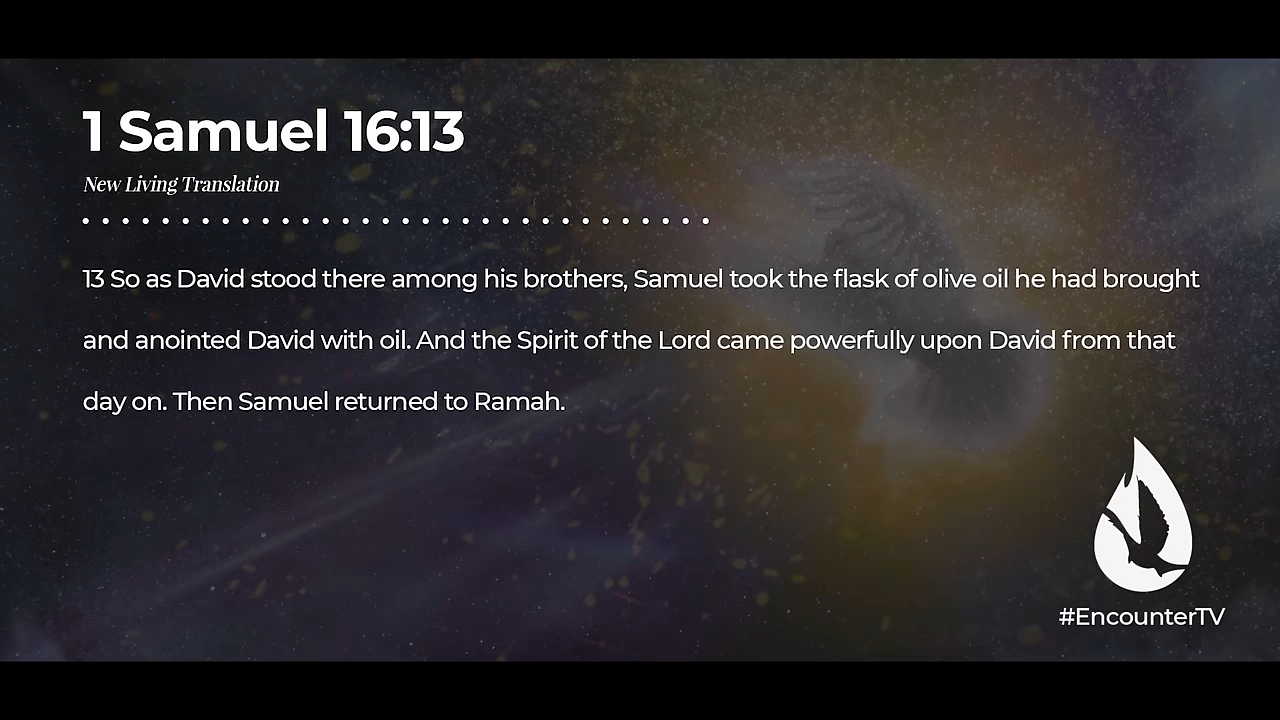 1 Samuel 16:13
New Living Translation
13 So as David stood there among his brothers, Samuel took the flask of olive oil he had brought
and anointed David with oil. And the Spirit of the Lord came powerfully upon David from that
day on. Then Samuel returned to Ramah.
#EncounterTV